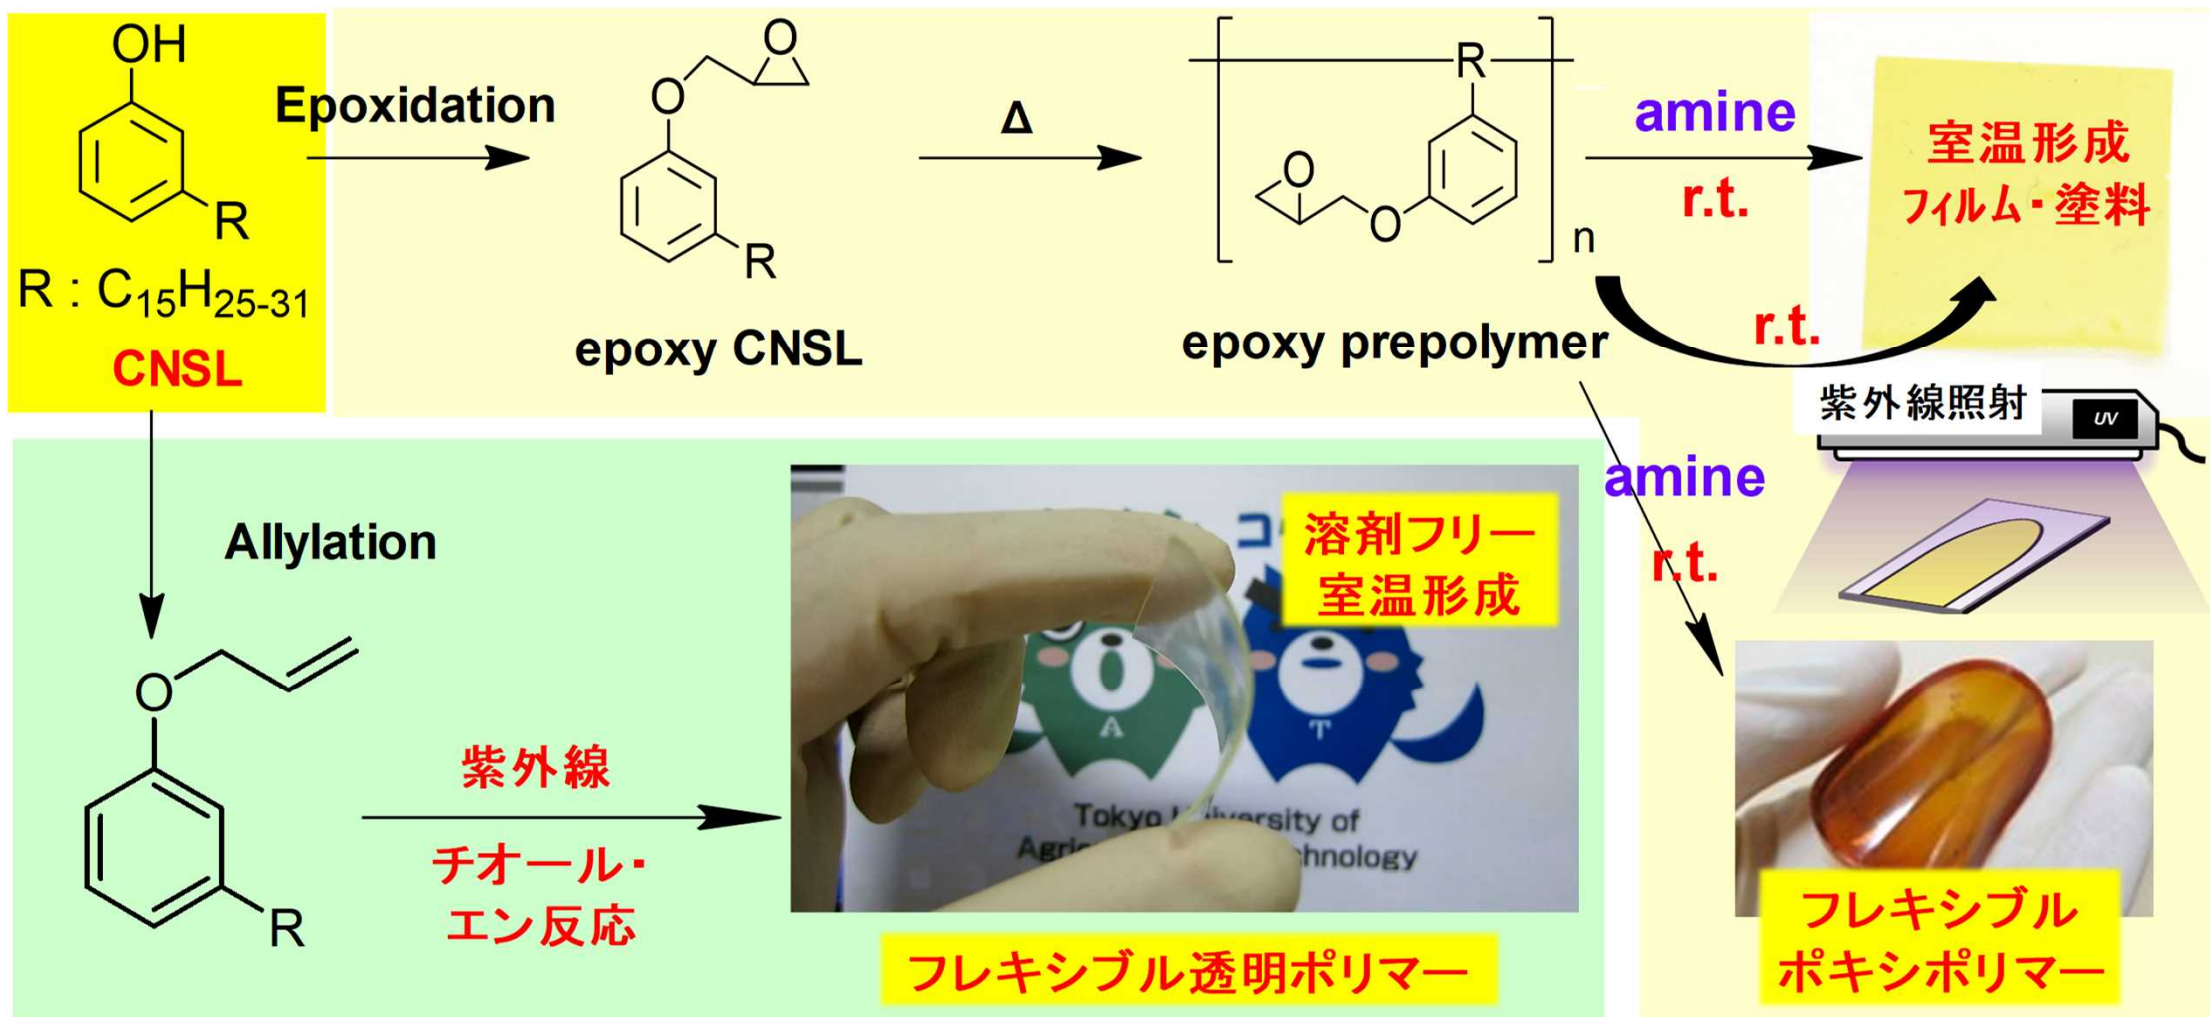 OH
R
R : C₁₅H₂₅₋₃₁
CNSL
Epoxidation
O
O
R
epoxy CNSL
Δ
R
O
O
n
epoxy prepolymer
amine
r.t.
室温形成
フィルム・塗料
r.t.
紫外線照射
UV
amine
r.t.
フレキシブル
ポキシポリマー
Allylation
O
R
紫外線
チオール・
エン反応
溶剤フリー
室温形成
A
T
Tokyo University of
Agri
chnology
フレキシブル透明ポリマー